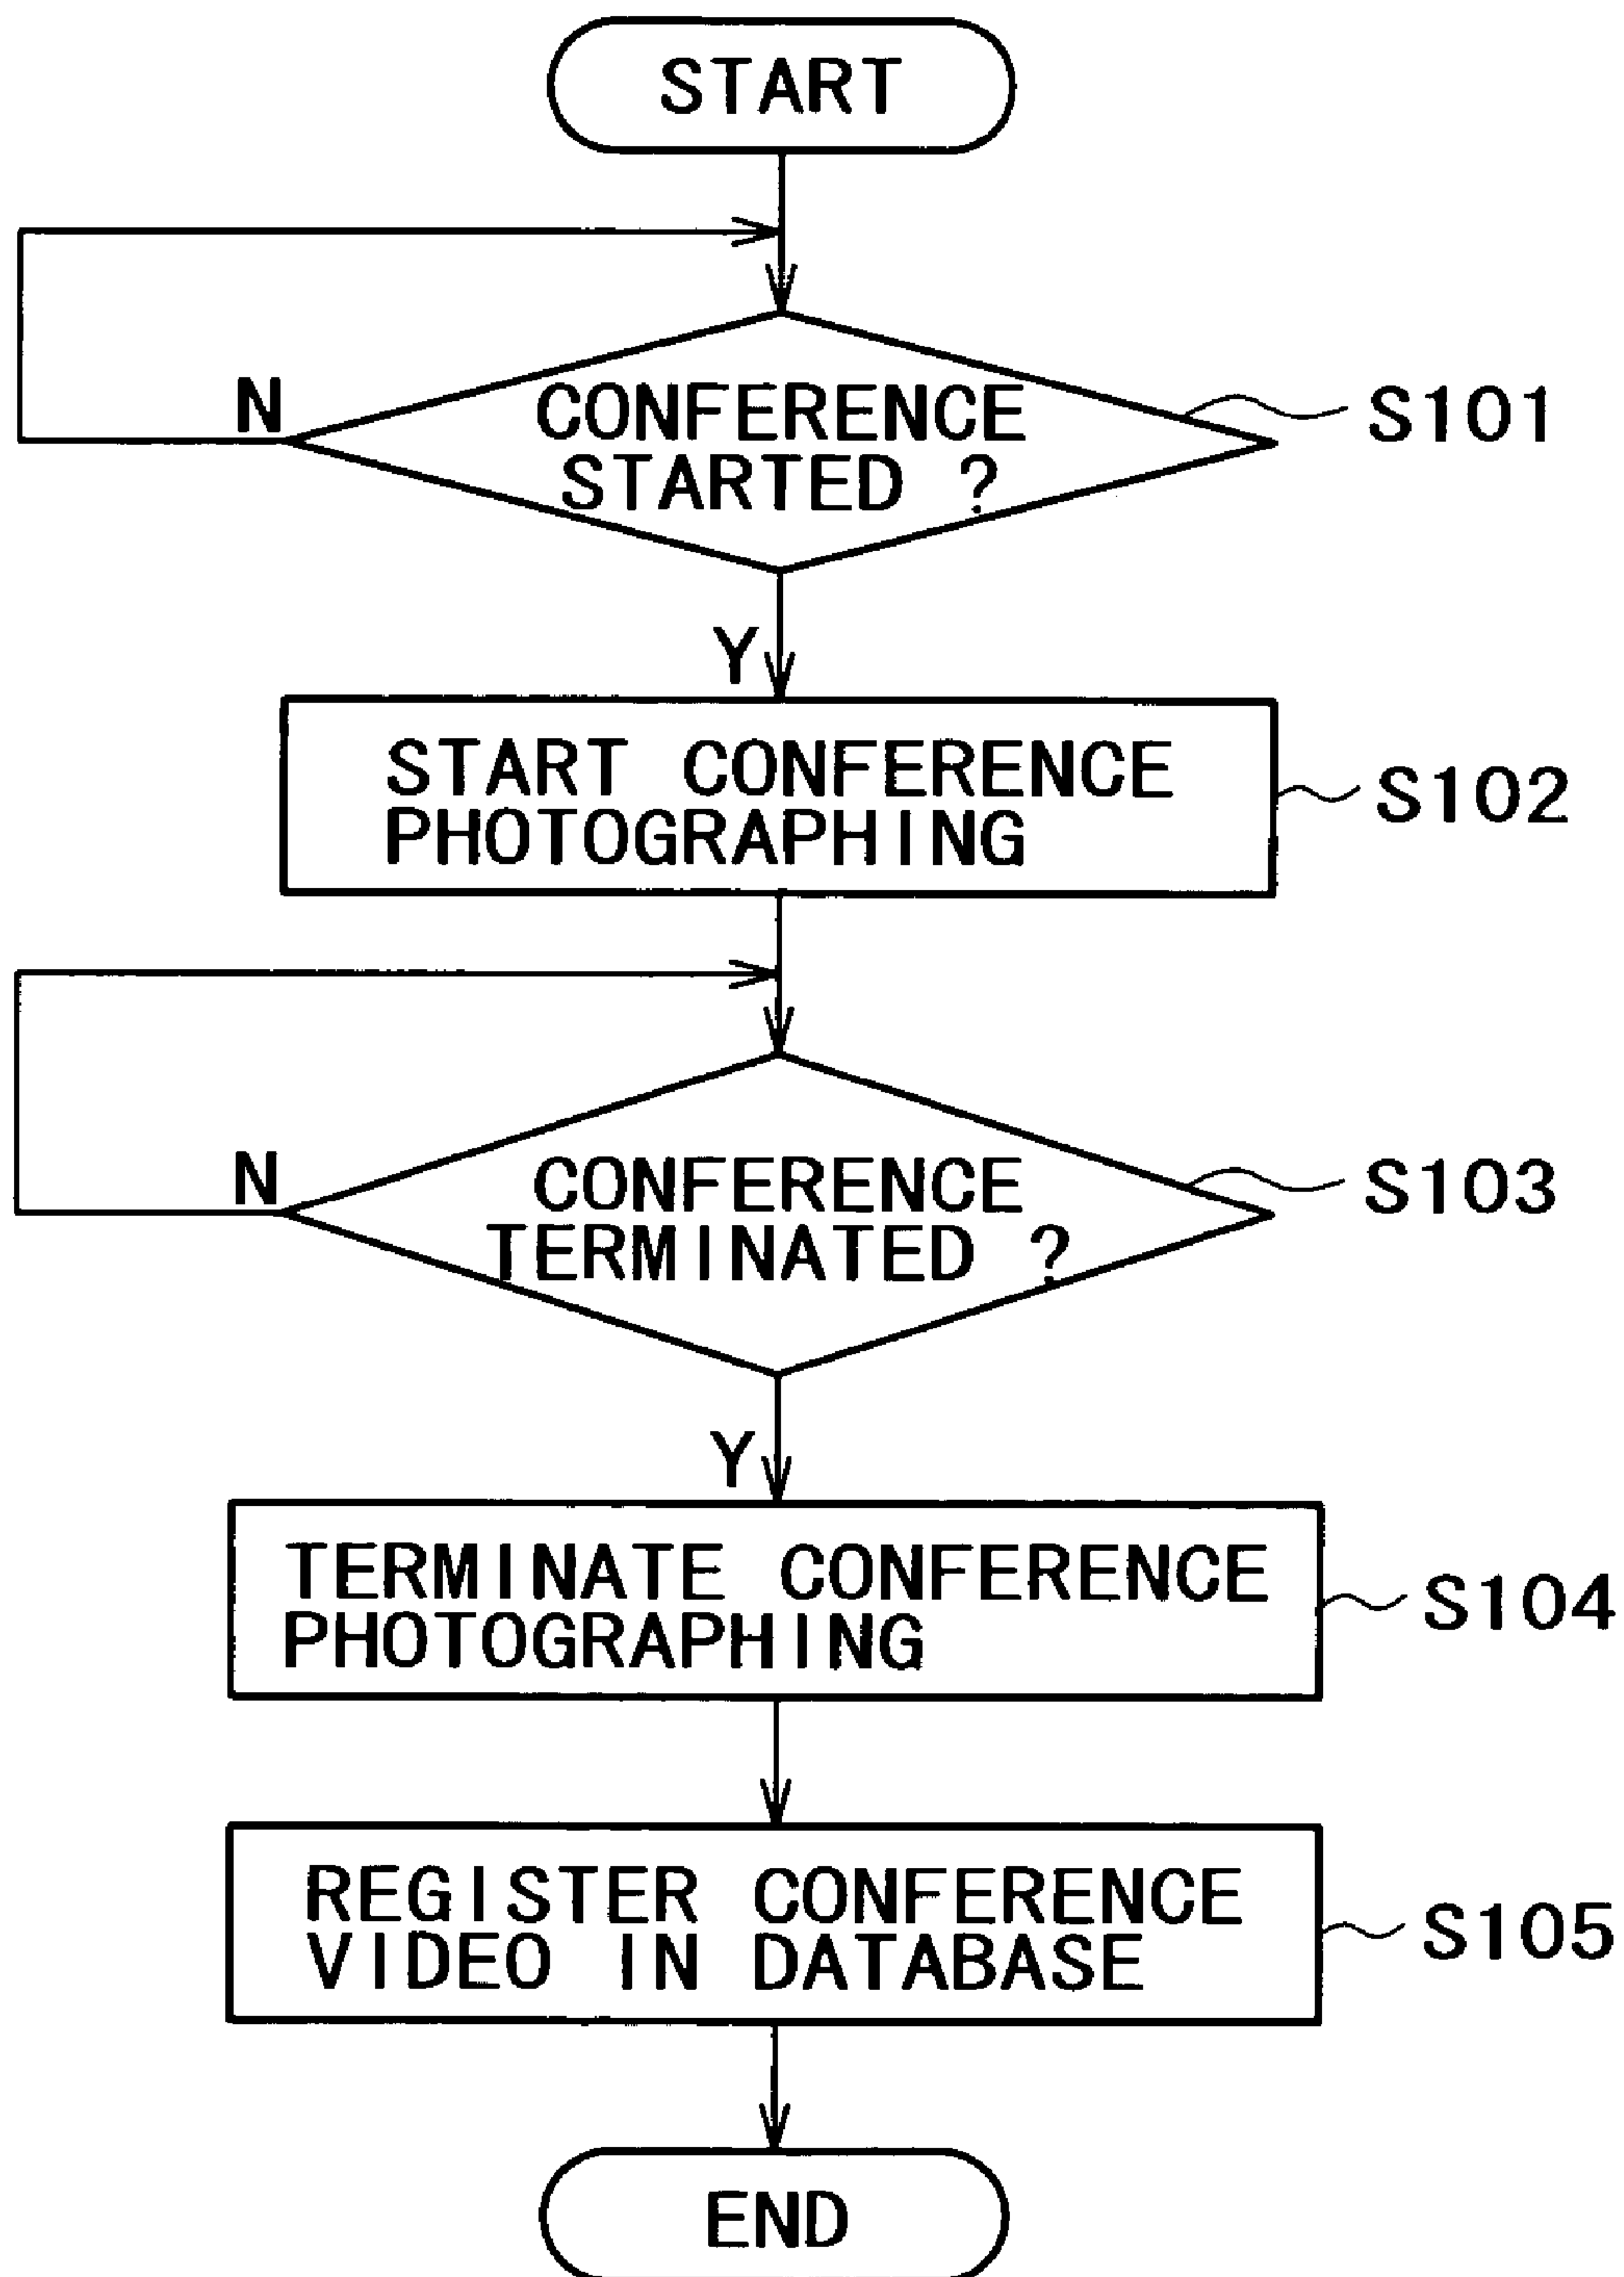 START
N
CONFERENCE
STARTED ?
S101
Y
START CONFERENCE
PHOTOGRAPHING
S102
N
CONFERENCE
TERMINATED ?
S103
Y
TERMINATE CONFERENCE
PHOTOGRAPHING
S104
REGISTER CONFERENCE
VIDEO IN DATABASE
S105
END